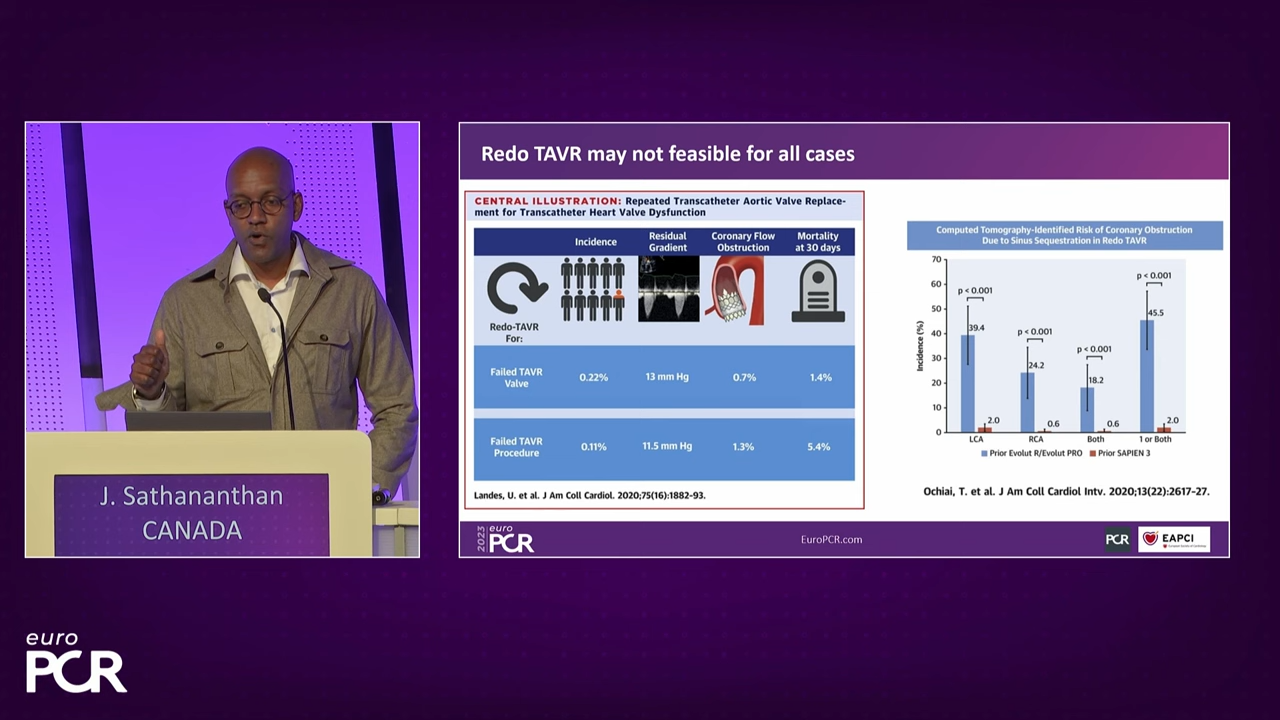 J. Sathananthan
CANADA
euro
PCR
Redo TAVR may not feasible for all cases
CENTRAL ILLUSTRATION: Repeated Transcatheter Aortic Valve Replace-
ment for Transcatheter Heart Valve Dysfunction
Incidence
Residual
Gradient
Coronary Flow
Obstruction
Mortality
at 30 days
Redo-TAVR
For:
Failed TAVR
Valve
0.22%
13 mm Hg
0.7%
1.4%
Failed TAVR
Procedure
0.11%
11.5 mm Hg
1.3%
5.4%
Landes, U. et al. J Am Coll Cardiol. 2020;75(16):1882-93.
Computed Tomography-Identified Risk of Coronary Obstruction
Due to Sinus Sequestration in Redo TAVR
Incidence (%)
70
60
50
40
30
20
10
0
p < 0.001
39.4
2.0
p < 0.001
24.2
0.6
p < 0.001
18.2
0.6
p < 0.001
45.5
2.0
LCA
RCA
Both
1 or Both
Prior Evolut R/Evolut PRO
Prior SAPIEN 3
Ochiai, T. et al. J Am Coll Cardiol Intv. 2020;13(22):2617-27.
2023
euro
PCR
EuroPCR.com
PCR
EAPCI